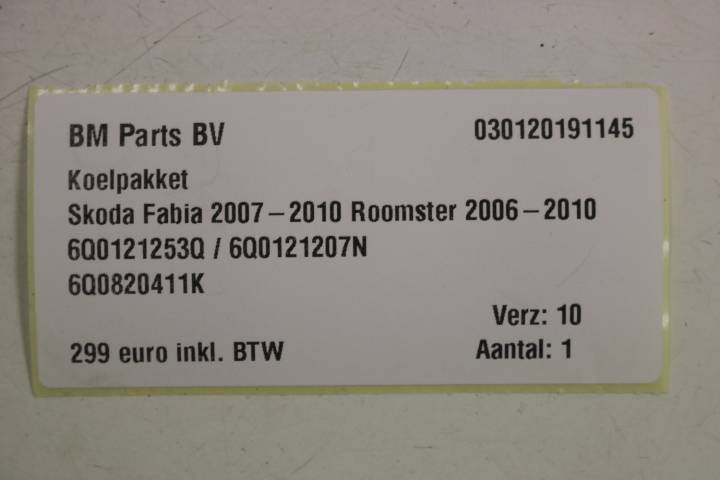 BM Parts BV 030120191145
Koelpakket
Skoda Fabia 2007 – 2010 Roomster 2006 – 2010
6Q0121253Q / 6Q0121207N
6Q0820411K
Verz: 10
299 euro inkl. BTW Aantal: 1